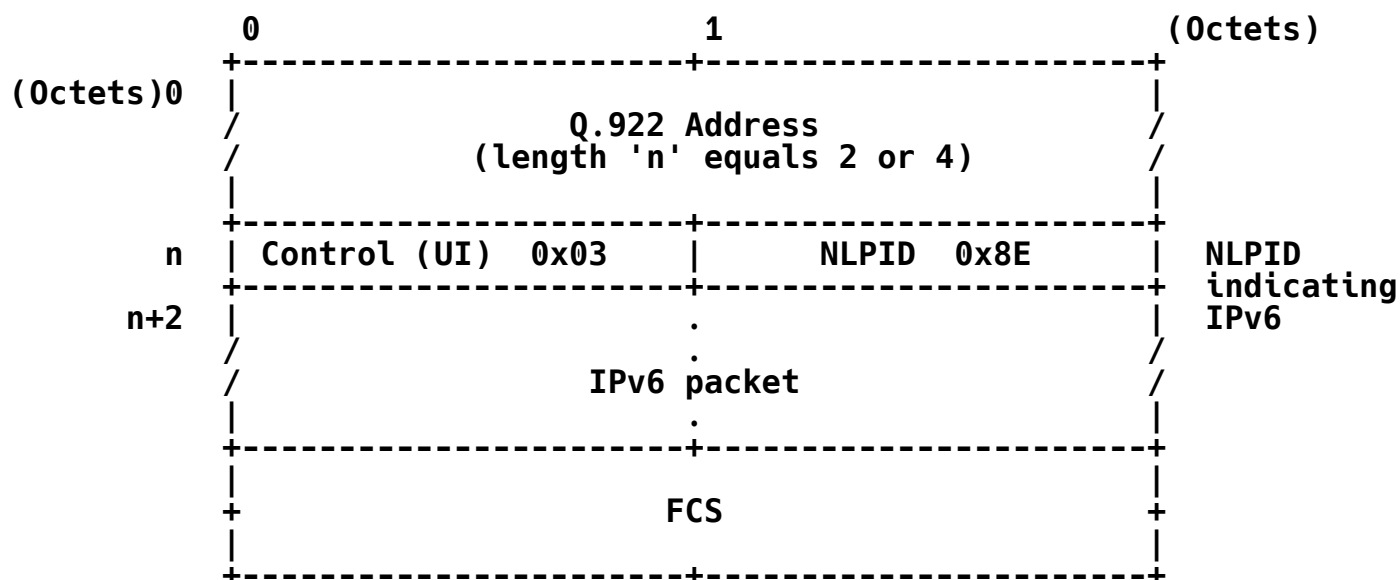 0                       1                       (Octets)
                       +-----------------------+-----------------------+
(Octets)0  |                                               |
           /               Q.922 Address                   /
           /          (length 'n' equals 2 or 4)           /
           |                                               |
           +-----------------------+-----------------------+
        n  | Control (UI)  0x03    |      NLPID  0x8E      |  NLPID
           +-----------------------+-----------------------+  indicating
      n+2  |                       .                       |  IPv6
           /                       .                       /
           /                  IPv6 packet                  /
           |                       .                       |
           +-----------------------+-----------------------+
           |                                               |
           +                      FCS                      +
           |                                               |
           +-----------------------+-----------------------+